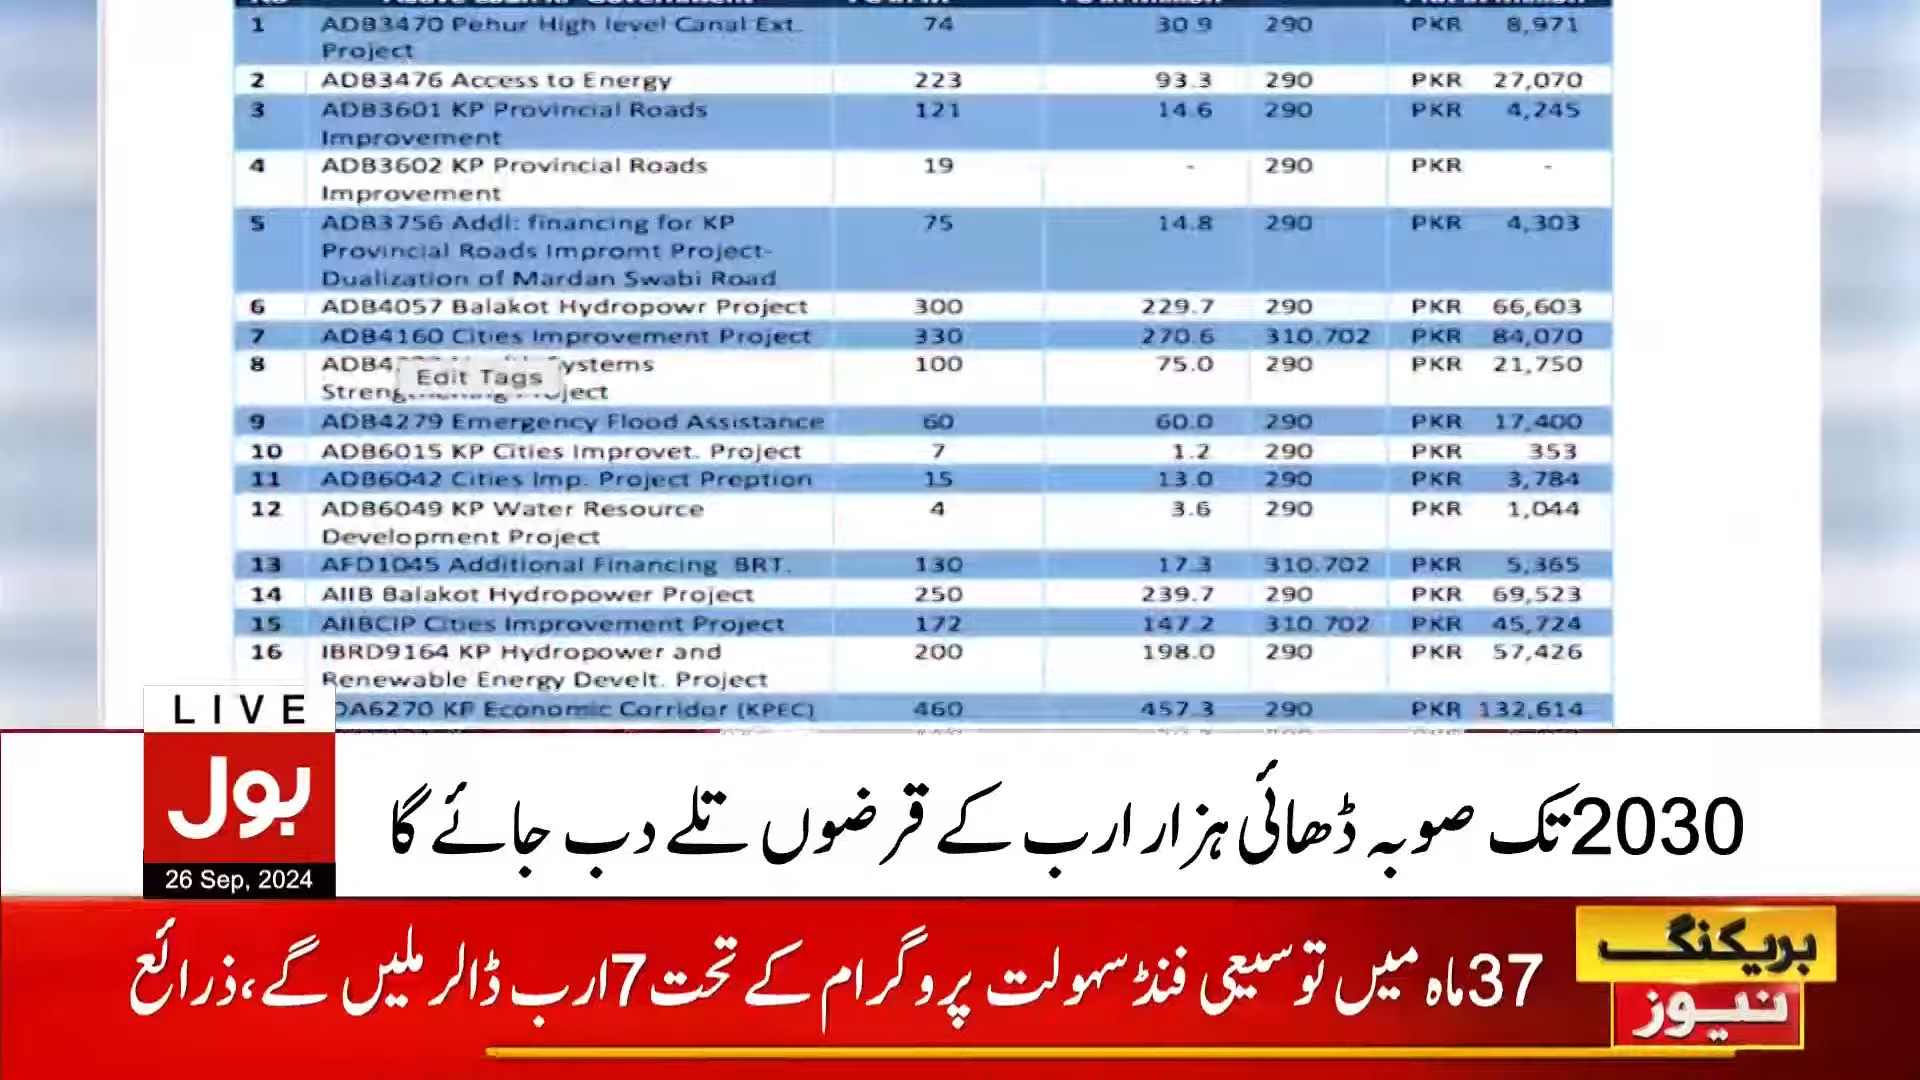 1 ADB3470 Pehur High level Canal Ext. 74 30.9 290 PKR 8,971
Project
2 ADB3476 Access to Energy 223 93.3 290 PKR 27,070
3 ADB3601 KP Provincial Roads 121 14.6 290 PKR 4,245
Improvement
4 ADB3602 KP Provincial Roads 19 - 290 PKR -
Improvement
5 ADB3756 Addl: financing for KP 75 14.8 290 PKR 4,303
Provincial Roads Impromt Project-
Dualization of Mardan Swabi Road
6 ADB4057 Balakot Hydropowr Project 300 229.7 290 PKR 66,603
7 ADB4160 Cities Improvement Project 330 270.6 310.702 PKR 84,070
8 ystems 100 75.0 290 PKR 21,750
Edit Tags
9 ADB4279 Emergency Flood Assistance 60 60.0 290 PKR 17,400
10 ADB6015 KP Cities Improvet. Project 7 1.2 290 PKR 353
11 ADB6042 Cities Imp. Project Preption 15 13.0 290 PKR 3,784
12 ADB6049 KP Water Resource 4 3.6 290 PKR 1,044
Development Project
13 AFD1045 Additional Financing BRT. 130 17.3 310.702 PKR 5,365
14 AIIB Balakot Hydropower Project 250 239.7 290 PKR 69,523
15 AIIBCIP Cities Improvement Project 172 147.2 310.702 PKR 45,724
16 IBRD9164 KP Hydropower and 200 198.0 290 PKR 57,426
Renewable Energy Develt. Project
DA6270 KP Economic Corridor (KPEC) 460 457.3 290 PKR 132,614
LIVE
بول
26 Sep, 2024
2030 تک صوبہ ڈھائی ہزار ارب کے قرضوں تلے دب جائے گا
بریکنگ
نیوز
37 ماہ میں توسیعی فنڈ سہولت پروگرام کے تحت 7 ارب ڈالر ملیں گے، ذرائع